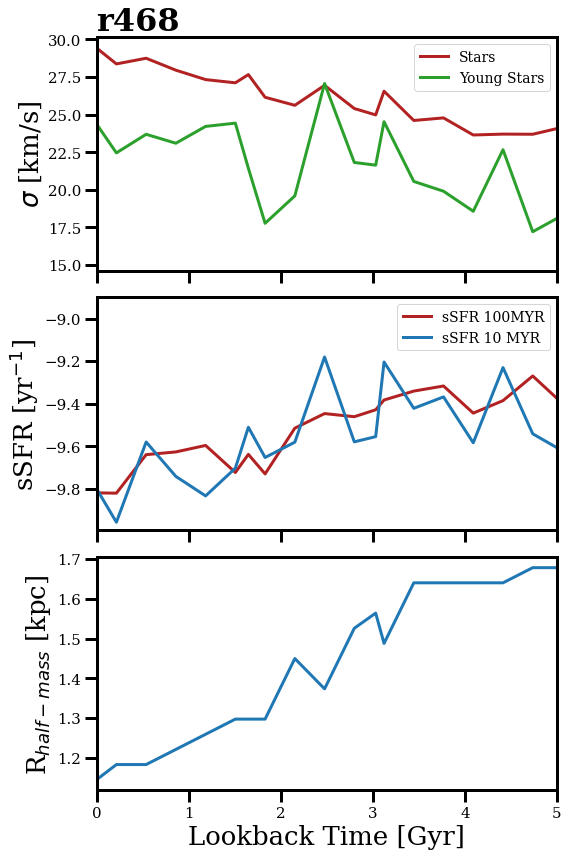 r468
30.0
27.5
25.0
22.5
20.0
17.5
15.0
σ [km/s]
Stars
Young Stars
−9.0
−9.2
−9.4
−9.6
−9.8
sSFR [yr⁻¹]
sSFR 100MYR
sSFR 10 MYR
1.7
1.6
1.5
1.4
1.3
1.2
R_half−mass [kpc]
0 1 2 3 4 5
Lookback Time [Gyr]